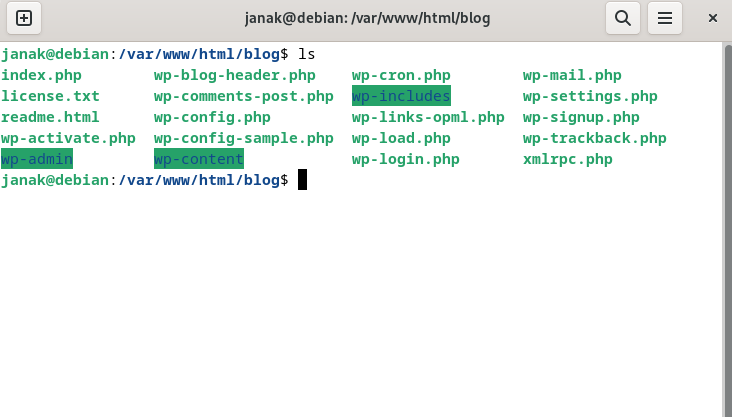 janak@debian: /var/www/html/blog
janak@debian:/var/www/html/blog$ ls
index.php wp-blog-header.php wp-cron.php wp-mail.php
license.txt wp-comments-post.php wp-includes wp-settings.php
readme.html wp-config.php wp-links-opml.php wp-signup.php
wp-activate.php wp-config-sample.php wp-load.php wp-trackback.php
wp-admin wp-content wp-login.php xmlrpc.php
janak@debian:/var/www/html/blog$